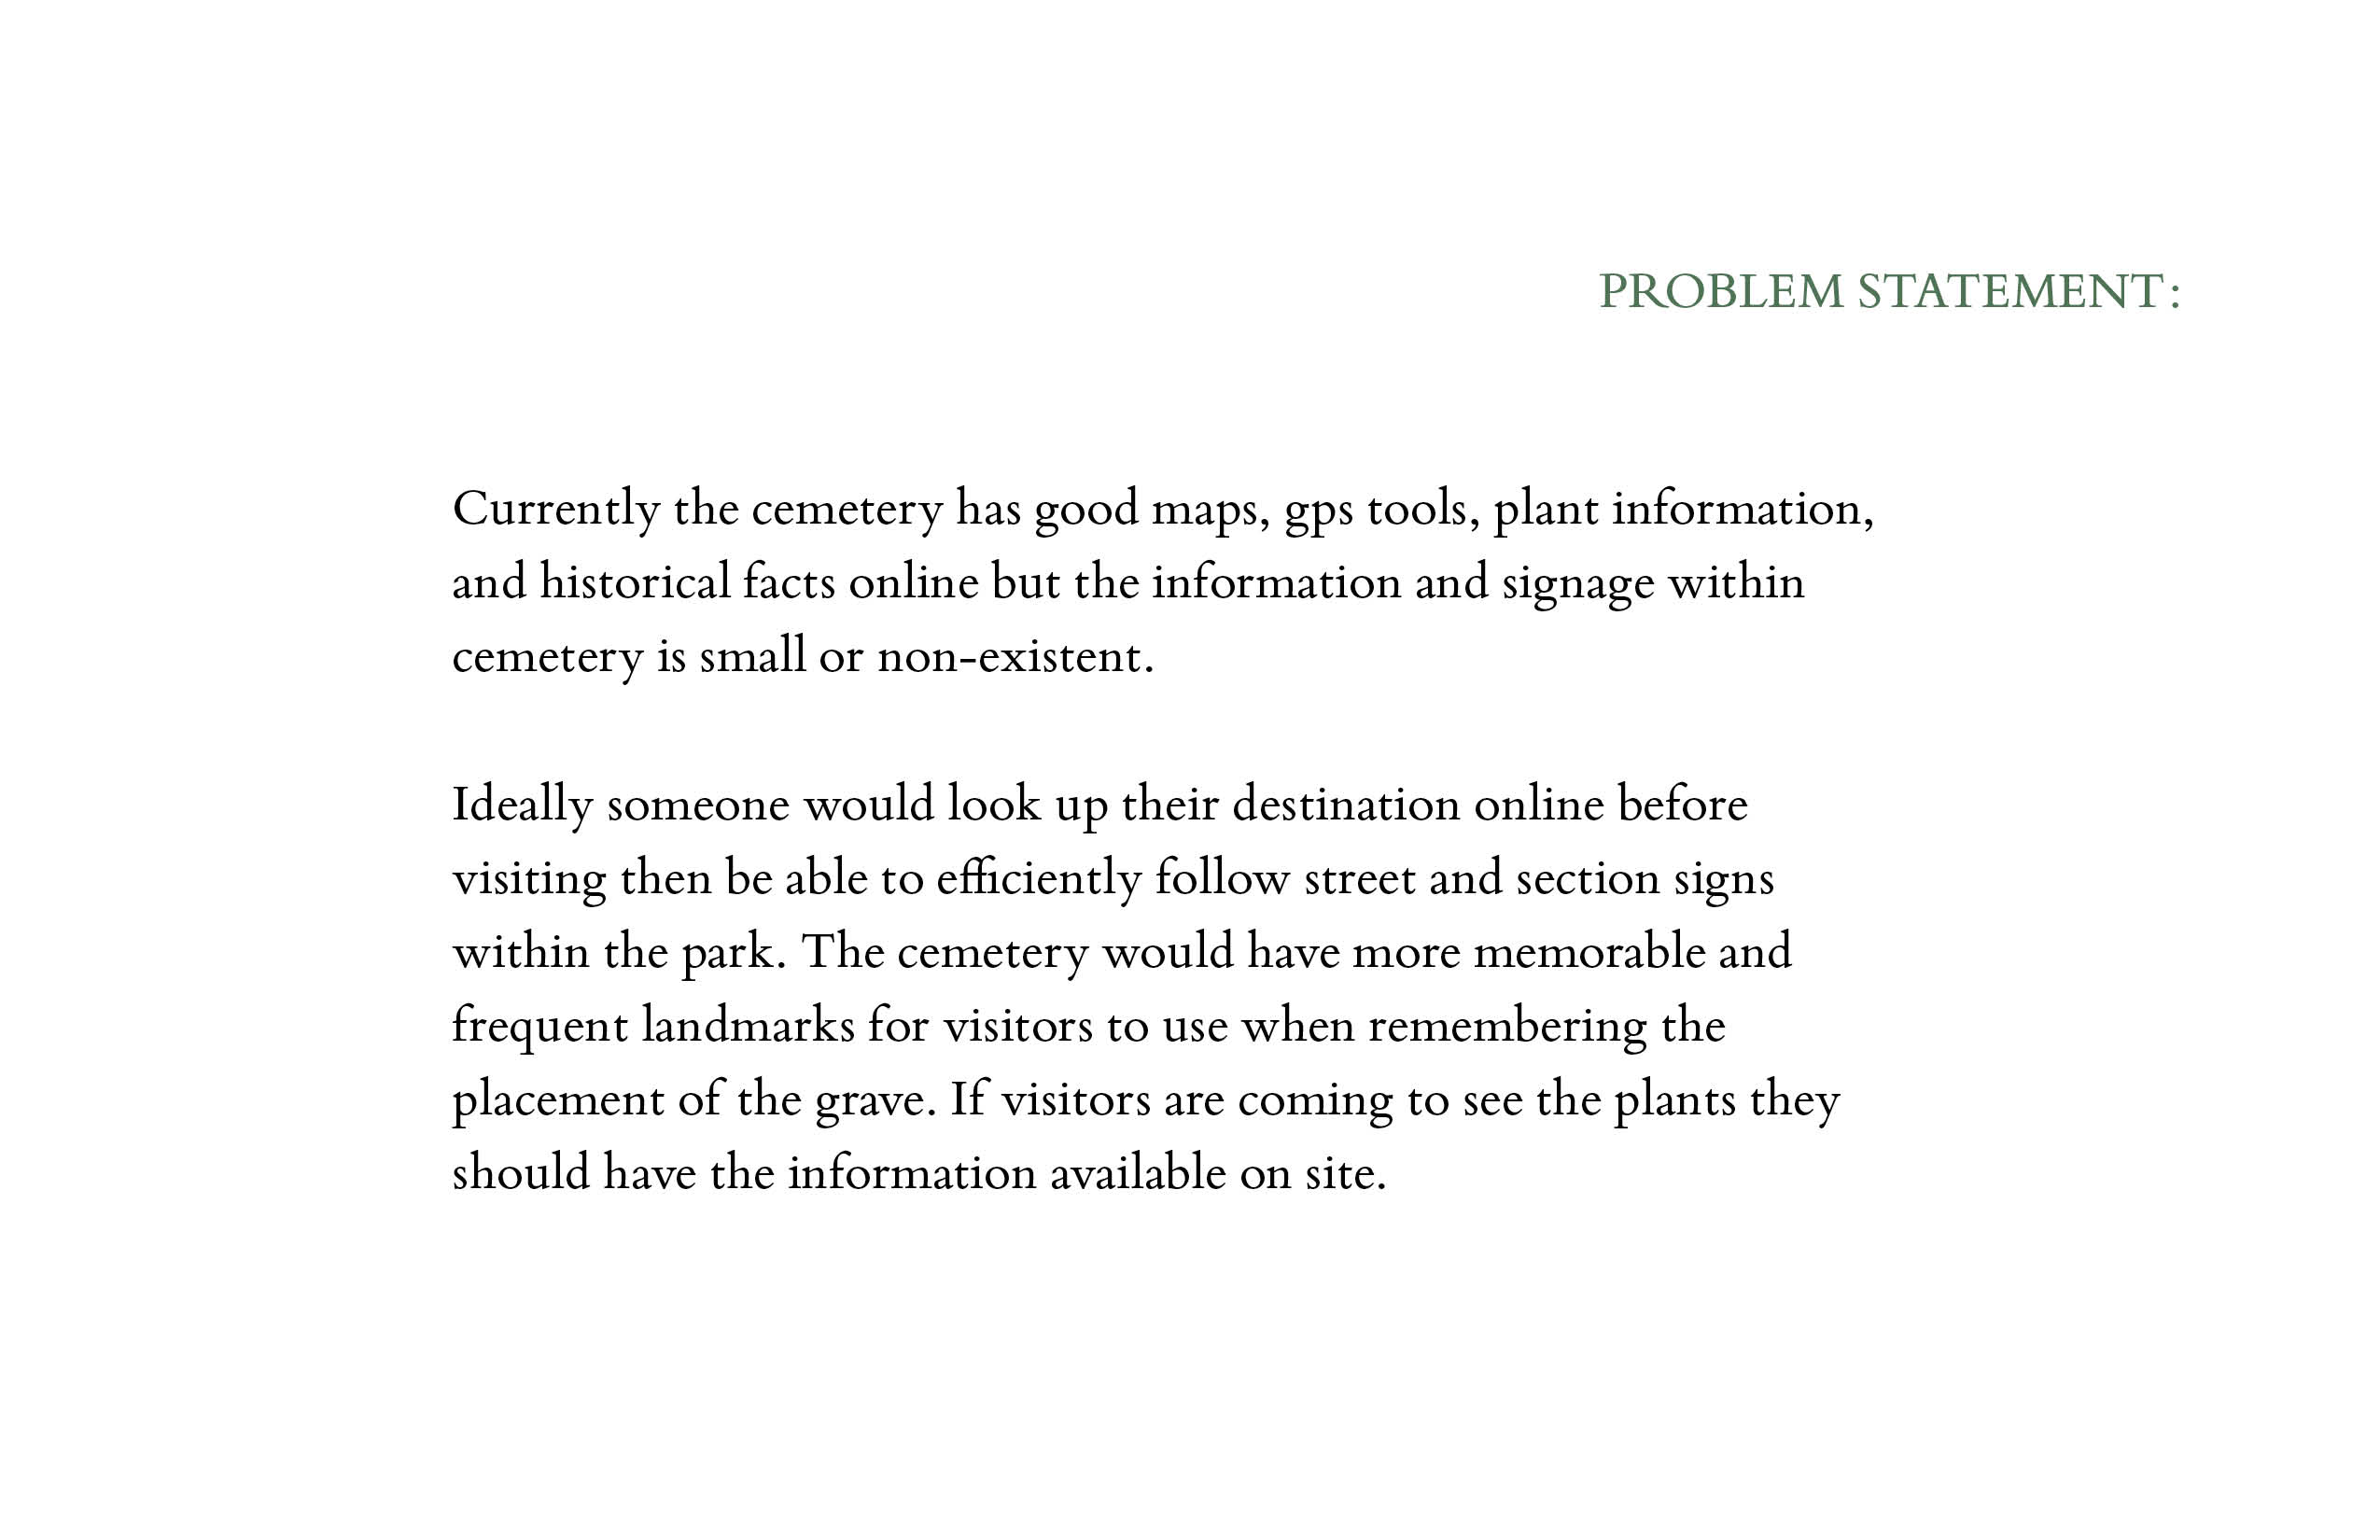 PROBLEM STATEMENT:
Currently the cemetery has good maps, gps tools, plant information,
and historical facts online but the information and signage within
cemetery is small or non-existent.
Ideally someone would look up their destination online before
visiting then be able to efficiently follow street and section signs
within the park. The cemetery would have more memorable and
frequent landmarks for visitors to use when remembering the
placement of the grave. If visitors are coming to see the plants they
should have the information available on site.